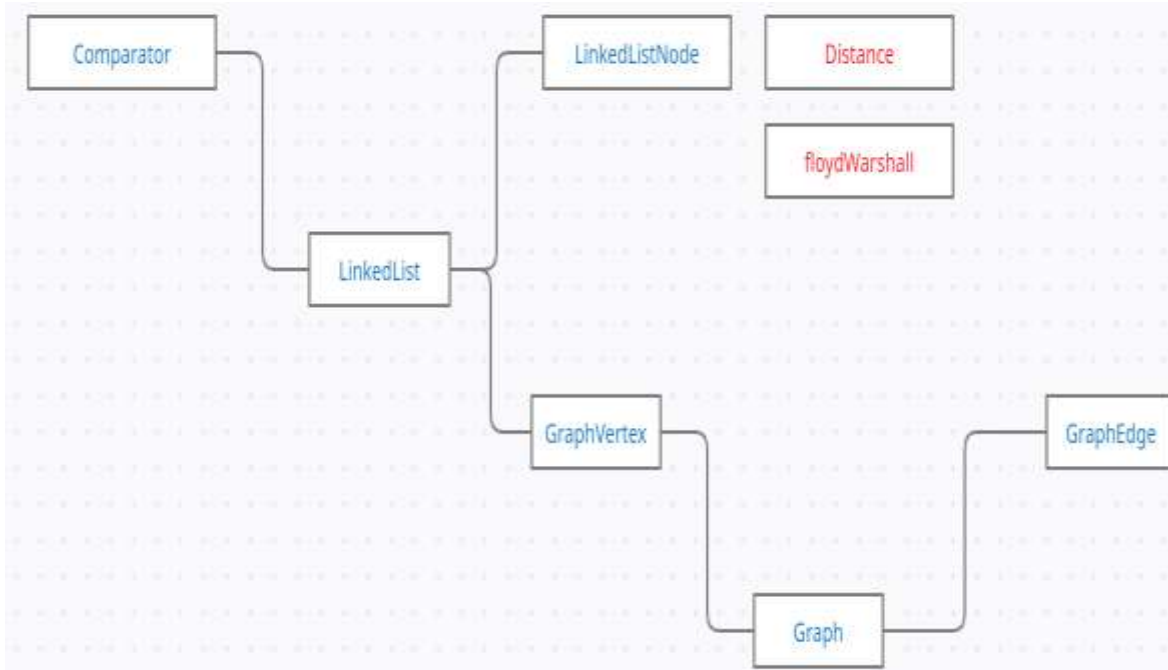 Comparator
LinkedListNode
Distance
floydWarshall
LinkedList
GraphVertex
GraphEdge
Graph